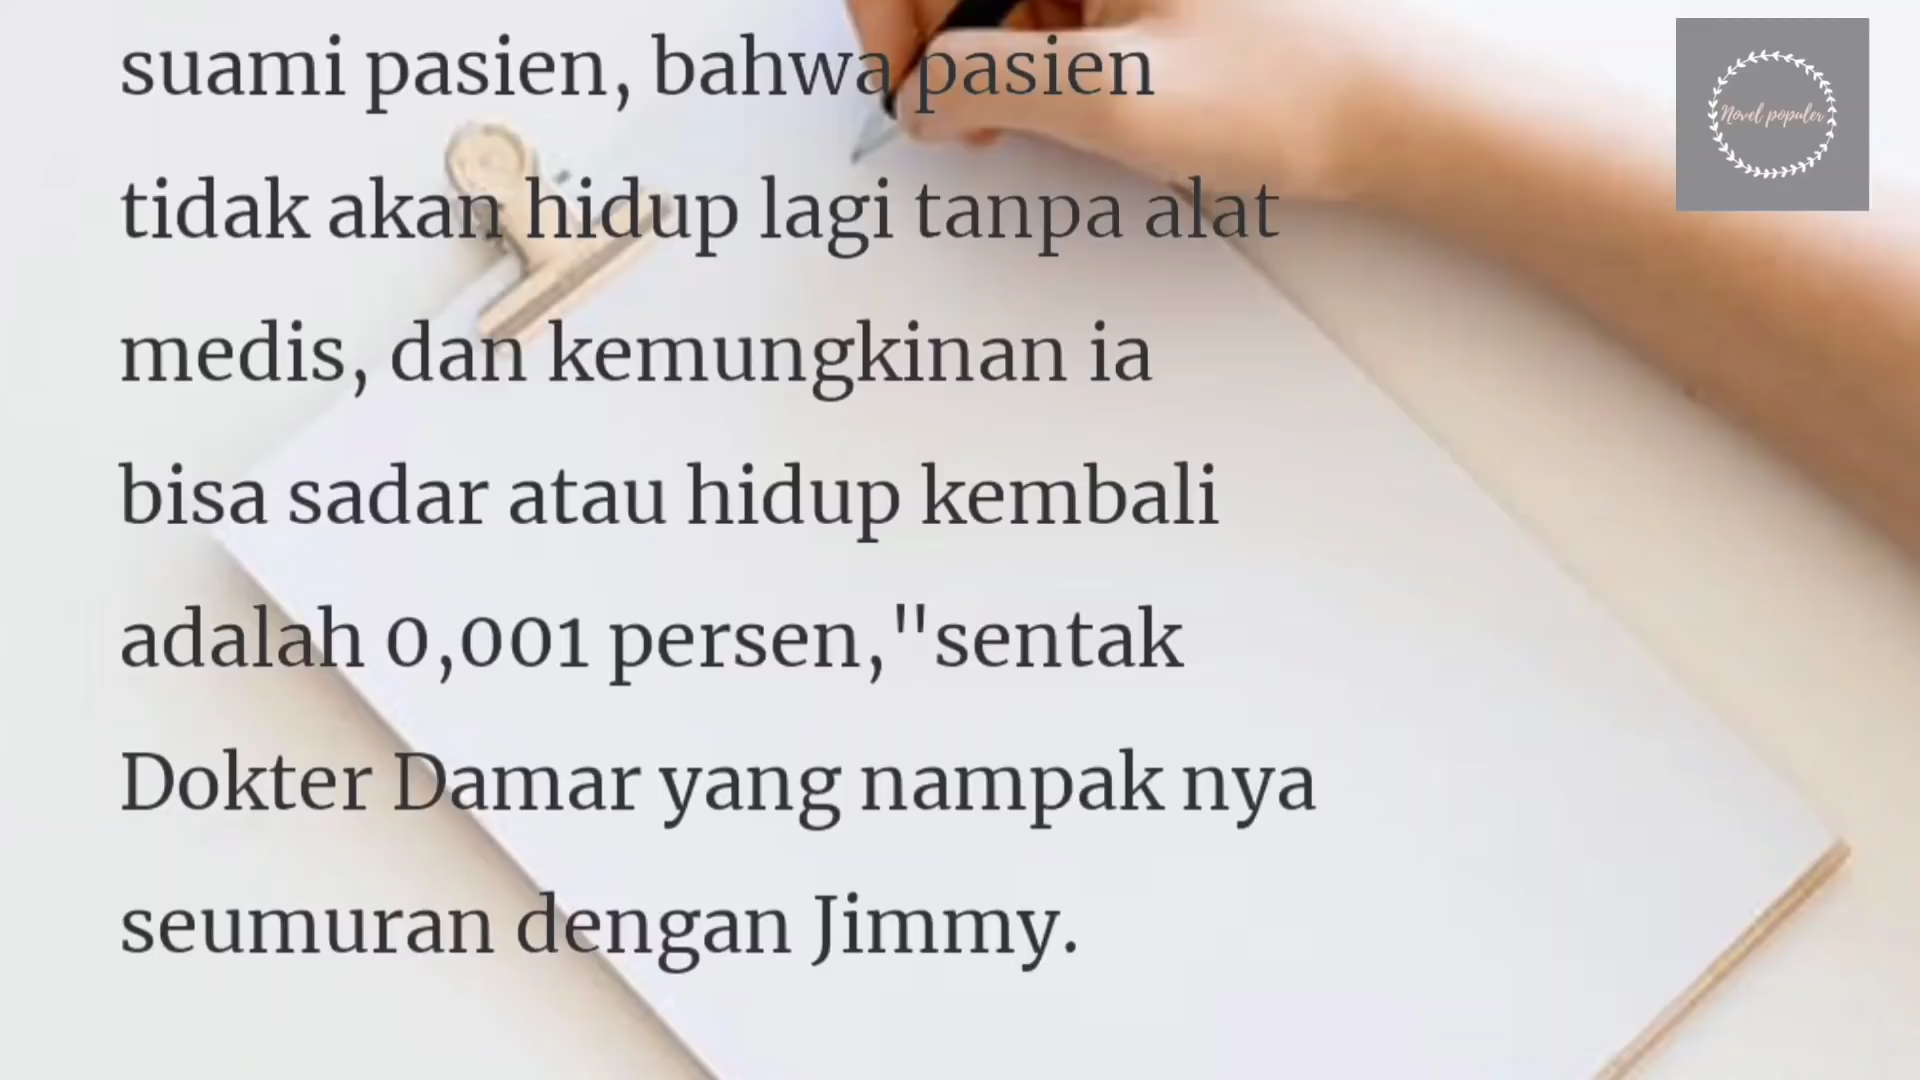 suami pasien, bahwa pasien
tidak akan hidup lagi tanpa alat
medis, dan kemungkinan ia
bisa sadar atau hidup kembali
adalah 0,001 persen,"sentak
Dokter Damar yang nampak nya
seumuran dengan Jimmy.
Novel populer